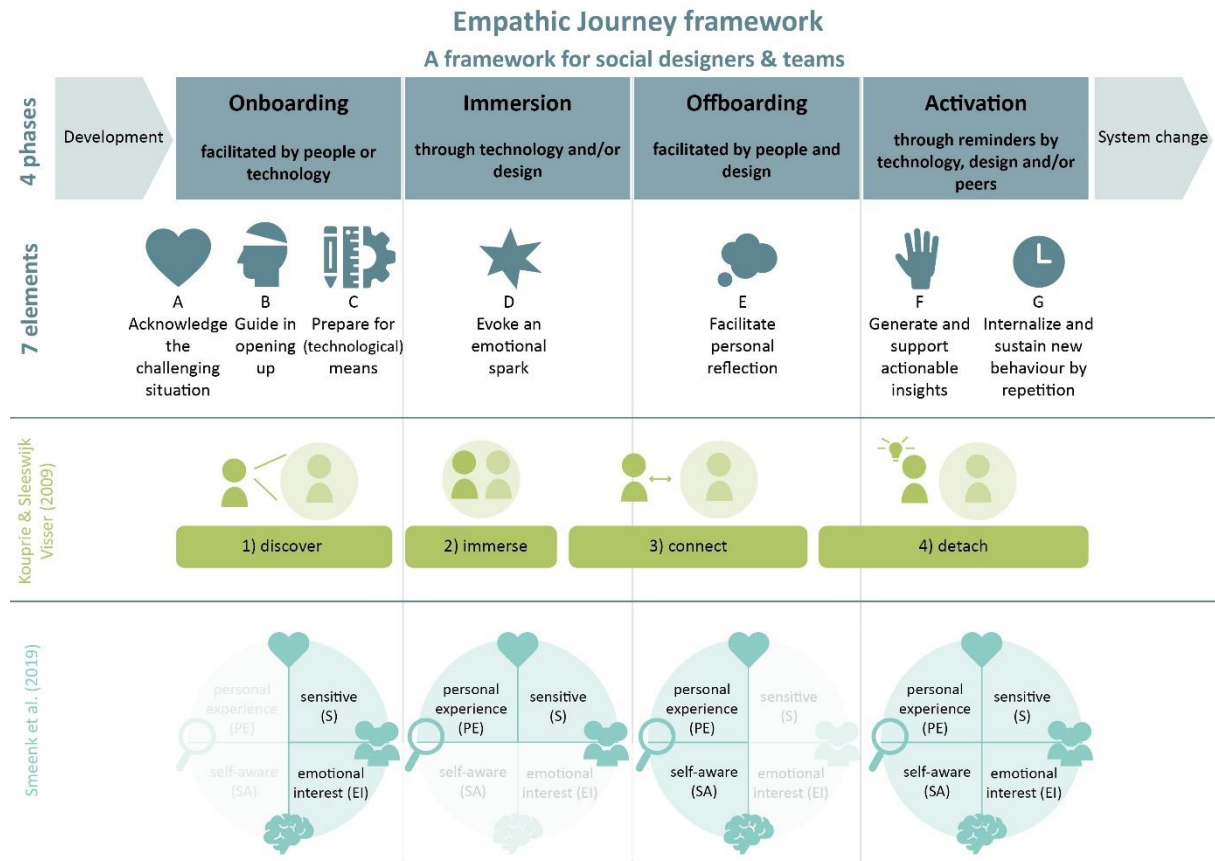 Empathic Journey framework
A framework for social designers & teams
4 phases
Development
Onboarding
facilitated by people or
technology
Immersion
through technology and/or
design
Offboarding
facilitated by people and
design
Activation
through reminders by
technology, design and/or
peers
System change
7 elements
A
Acknowledge
the
challenging
situation
B
Guide in
opening
up
C
Prepare for
(technological)
means
D
Evoke an
emotional
spark
E
Facilitate
personal
reflection
F
Generate and
support
actionable
insights
G
Internalize and
sustain new
behaviour by
repetition
Kouprie & Sleeswijk
Visser (2009)
1) discover
2) immerse
3) connect
4) detach
Smeenk et al. (2019)
personal
experience
(PE)
sensitive
(S)
self-aware
(SA)
emotional
interest (EI)
personal
experience
(PE)
sensitive
(S)
self-aware
(SA)
emotional
interest (EI)
personal
experience
(PE)
sensitive
(S)
self-aware
(SA)
emotional
interest (EI)
personal
experience
(PE)
sensitive
(S)
self-aware
(SA)
emotional
interest (EI)